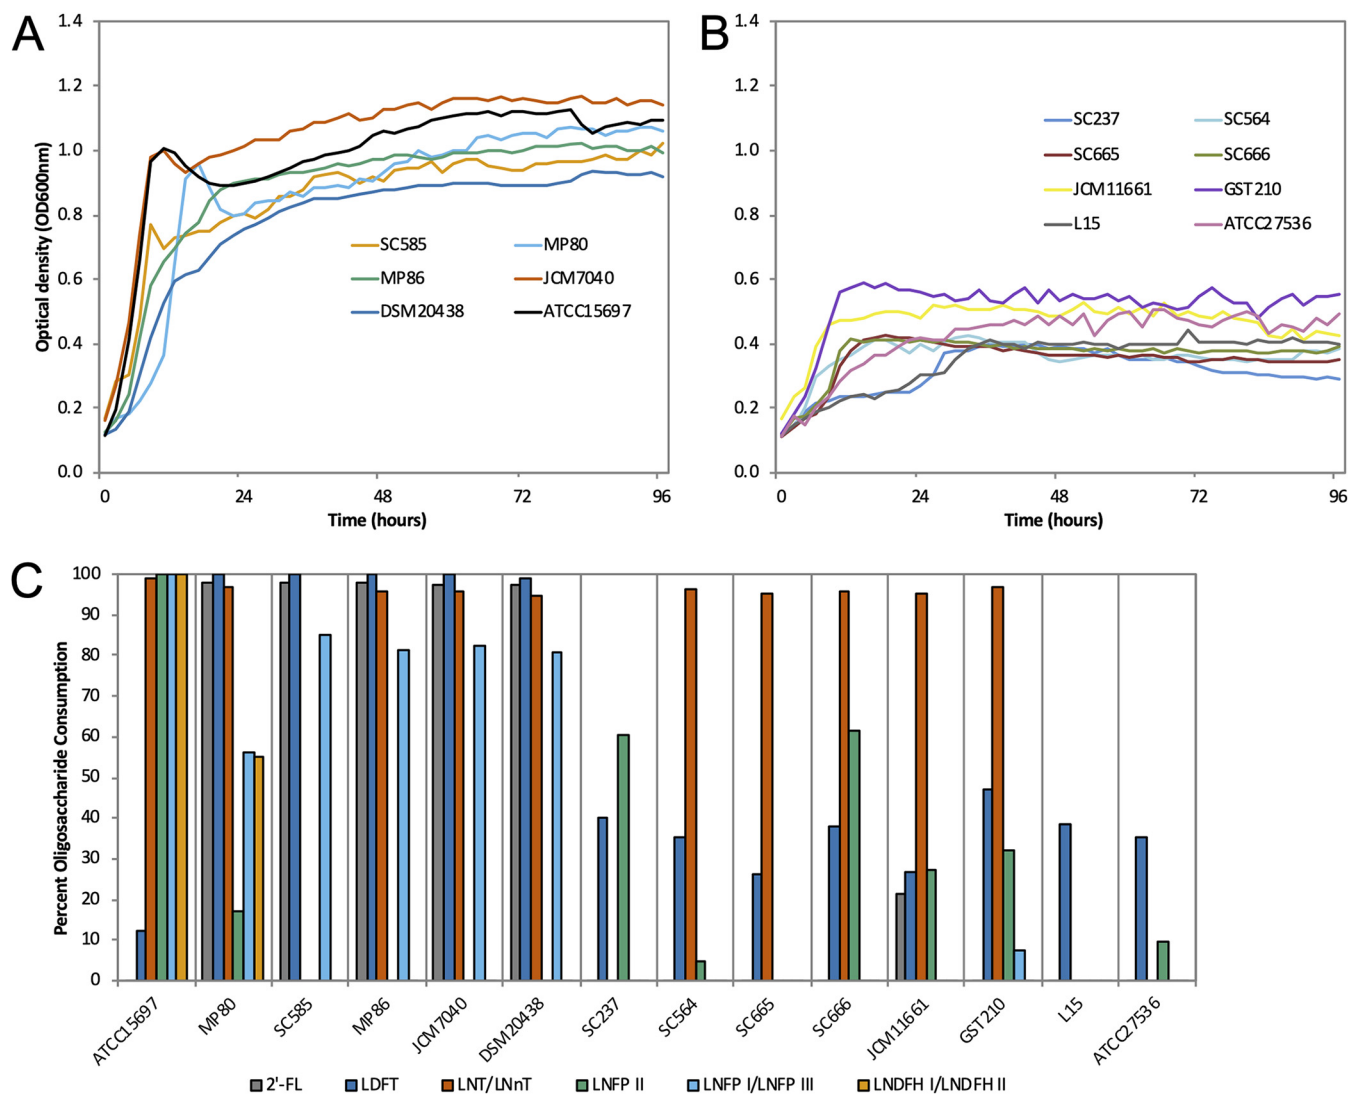 A
Optical density (OD600nm)
1.4
1.2
1.0
0.8
0.6
0.4
0.2
0.0
0 24 48 72 96
Time (hours)
SC585 MP80
MP86 JCM7040
DSM20438 ATCC15697
B
1.4
1.2
1.0
0.8
0.6
0.4
0.2
0.0
0 24 48 72 96
Time (hours)
SC237 SC564
SC665 SC666
JCM11661 GST210
L15 ATCC27536
C
Percent Oligosaccharide Consumption
100
90
80
70
60
50
40
30
20
10
0
ATCC15697 MP80 SC585 MP86 JCM7040 DSM20438 SC237 SC564 SC665 SC666 JCM11661 GST210 L15 ATCC27536
2'-FL LDFT LNT/LNnT LNFP II LNFP I/LNFP III LNDFH I/LNDFH II